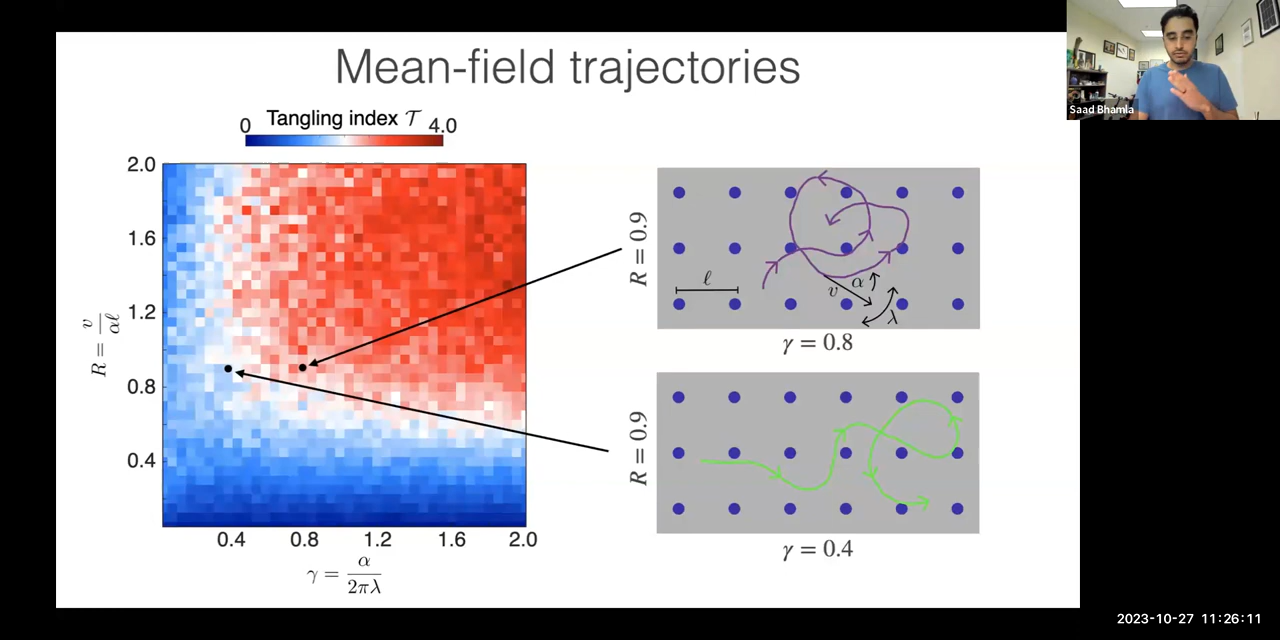 Mean-field trajectories
Saad Bhamla
Tangling index 𝒯
0 4.0
2.0
1.6
1.2
0.8
0.4
R = v/αℓ
0.4 0.8 1.2 1.6 2.0
γ = α/2πλ
R = 0.9
ℓ
v
α
λ
γ = 0.8
R = 0.9
γ = 0.4
2023-10-27 11:26:11